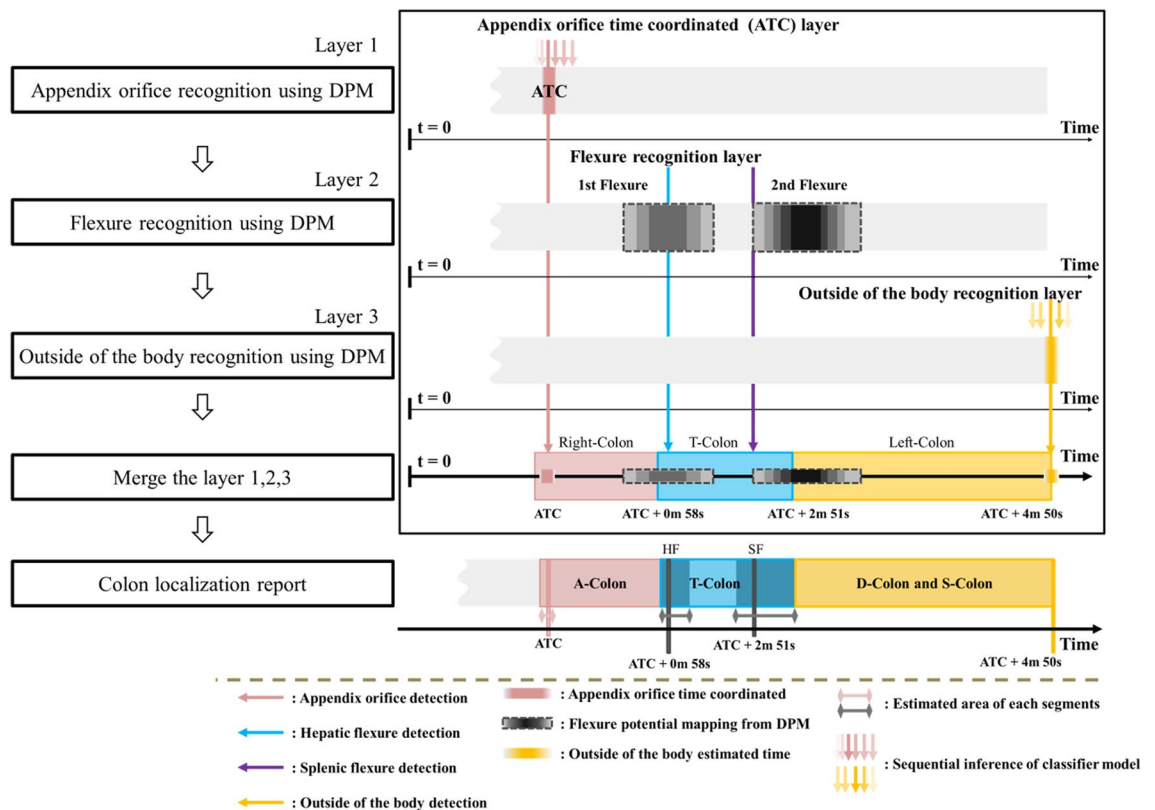 Layer 1
Appendix orifice recognition using DPM
Layer 2
Flexure recognition using DPM
Layer 3
Outside of the body recognition using DPM
Merge the layer 1,2,3
Colon localization report
Appendix orifice time coordinated (ATC) layer
ATC
t = 0
Time
Flexure recognition layer
1st Flexure
2nd Flexure
t = 0
Time
Outside of the body recognition layer
t = 0
Time
Right-Colon
T-Colon
Left-Colon
t = 0
Time
ATC
ATC + 0m 58s
ATC + 2m 51s
ATC + 4m 50s
HF
SF
A-Colon
T-Colon
D-Colon and S-Colon
Time
ATC
ATC + 0m 58s
ATC + 2m 51s
ATC + 4m 50s
: Appendix orifice detection
: Hepatic flexure detection
: Splenic flexure detection
: Outside of the body detection
: Appendix orifice time coordinated
: Flexure potential mapping from DPM
: Outside of the body estimated time
: Estimated area of each segments
: Sequential inference of classifier model